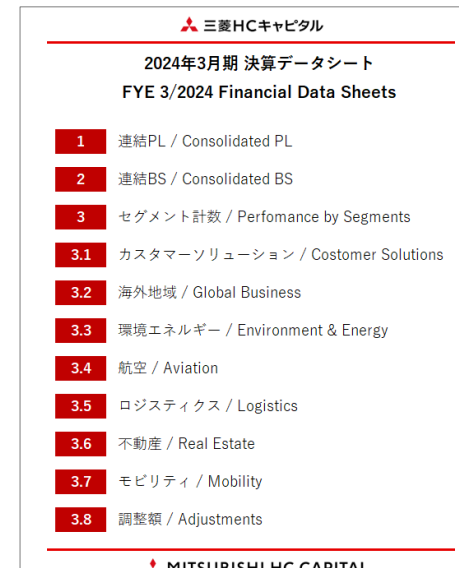 三菱HCキャピタル
2024年3月期 決算データシート
FYE 3/2024 Financial Data Sheets
1 連結PL / Consolidated PL
2 連結BS / Consolidated BS
3 セグメント計数 / Perfomance by Segments
3.1 カスタマーソリューション / Costomer Solutions
3.2 海外地域 / Global Business
3.3 環境エネルギー / Environment & Energy
3.4 航空 / Aviation
3.5 ロジスティクス / Logistics
3.6 不動産 / Real Estate
3.7 モビリティ / Mobility
3.8 調整額 / Adjustments
MITSUBISHI HC CAPITAL